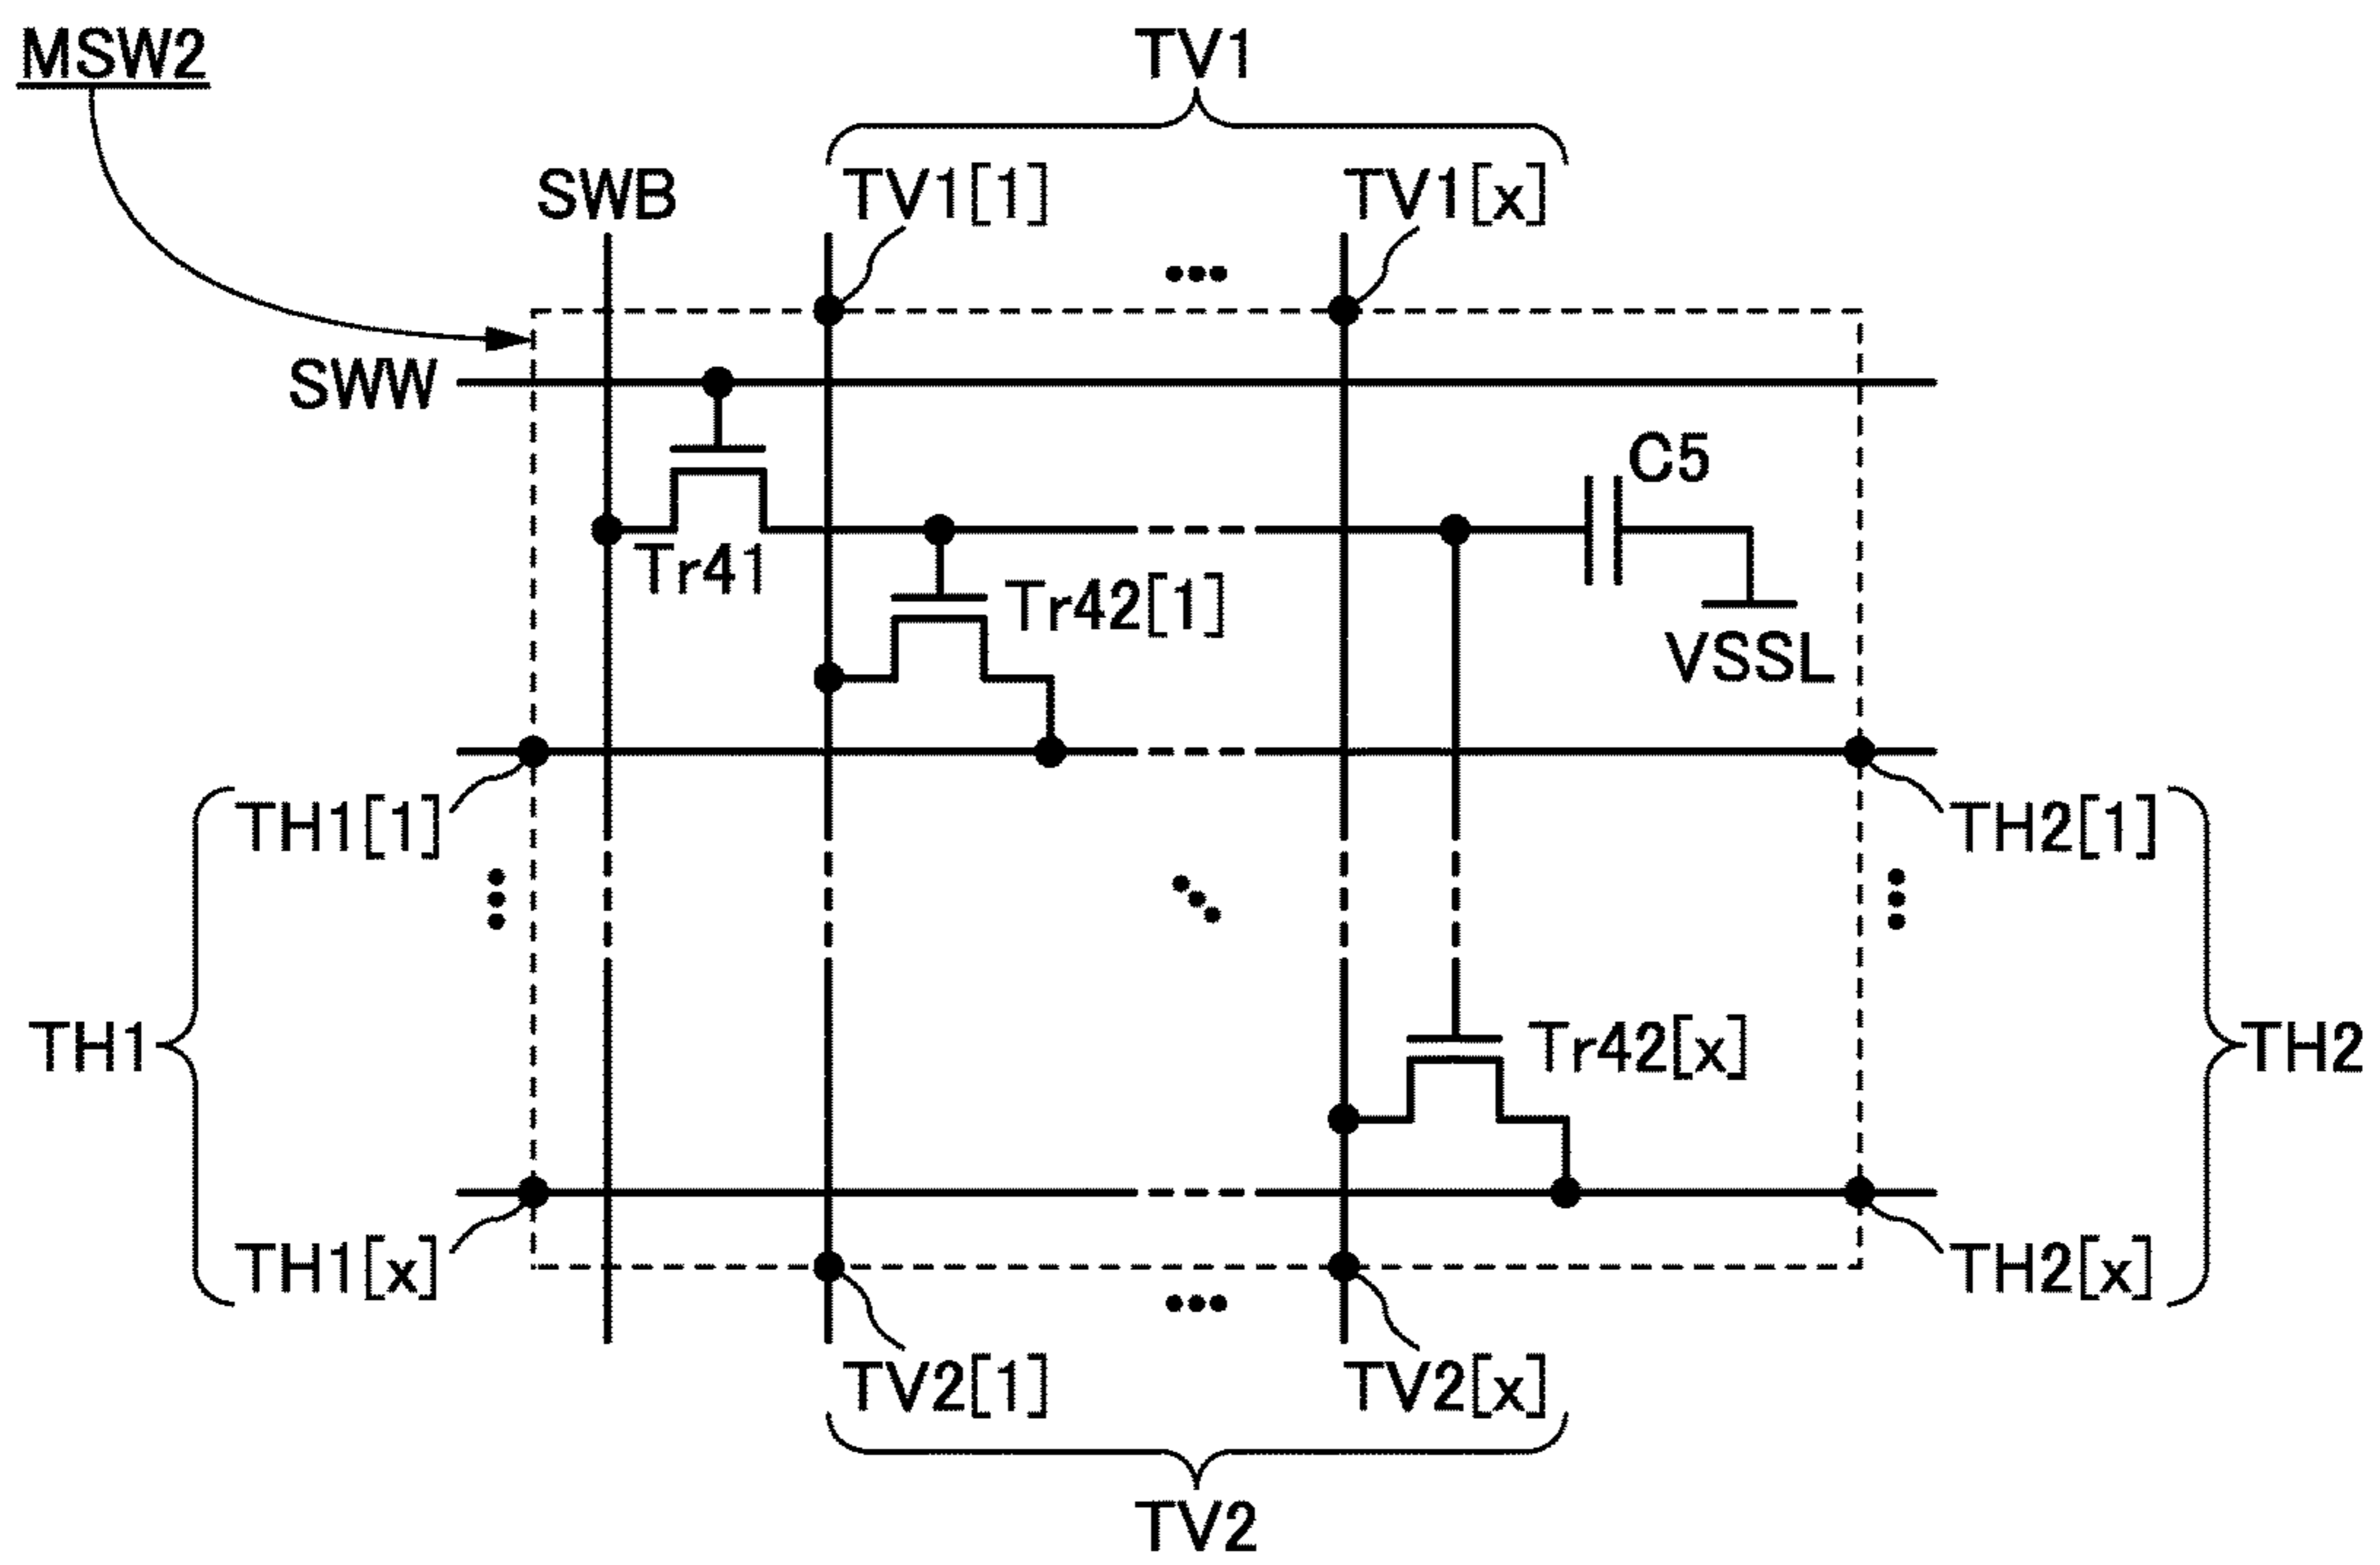 MSW2
TV1
SWB
TV1[1]
TV1[x]
SWW
C5
Tr41
Tr42[1]
VSSL
TH1[1]
TH2[1]
TH1
Tr42[x]
TH2
TH1[x]
TH2[x]
TV2[1]
TV2[x]
TV2